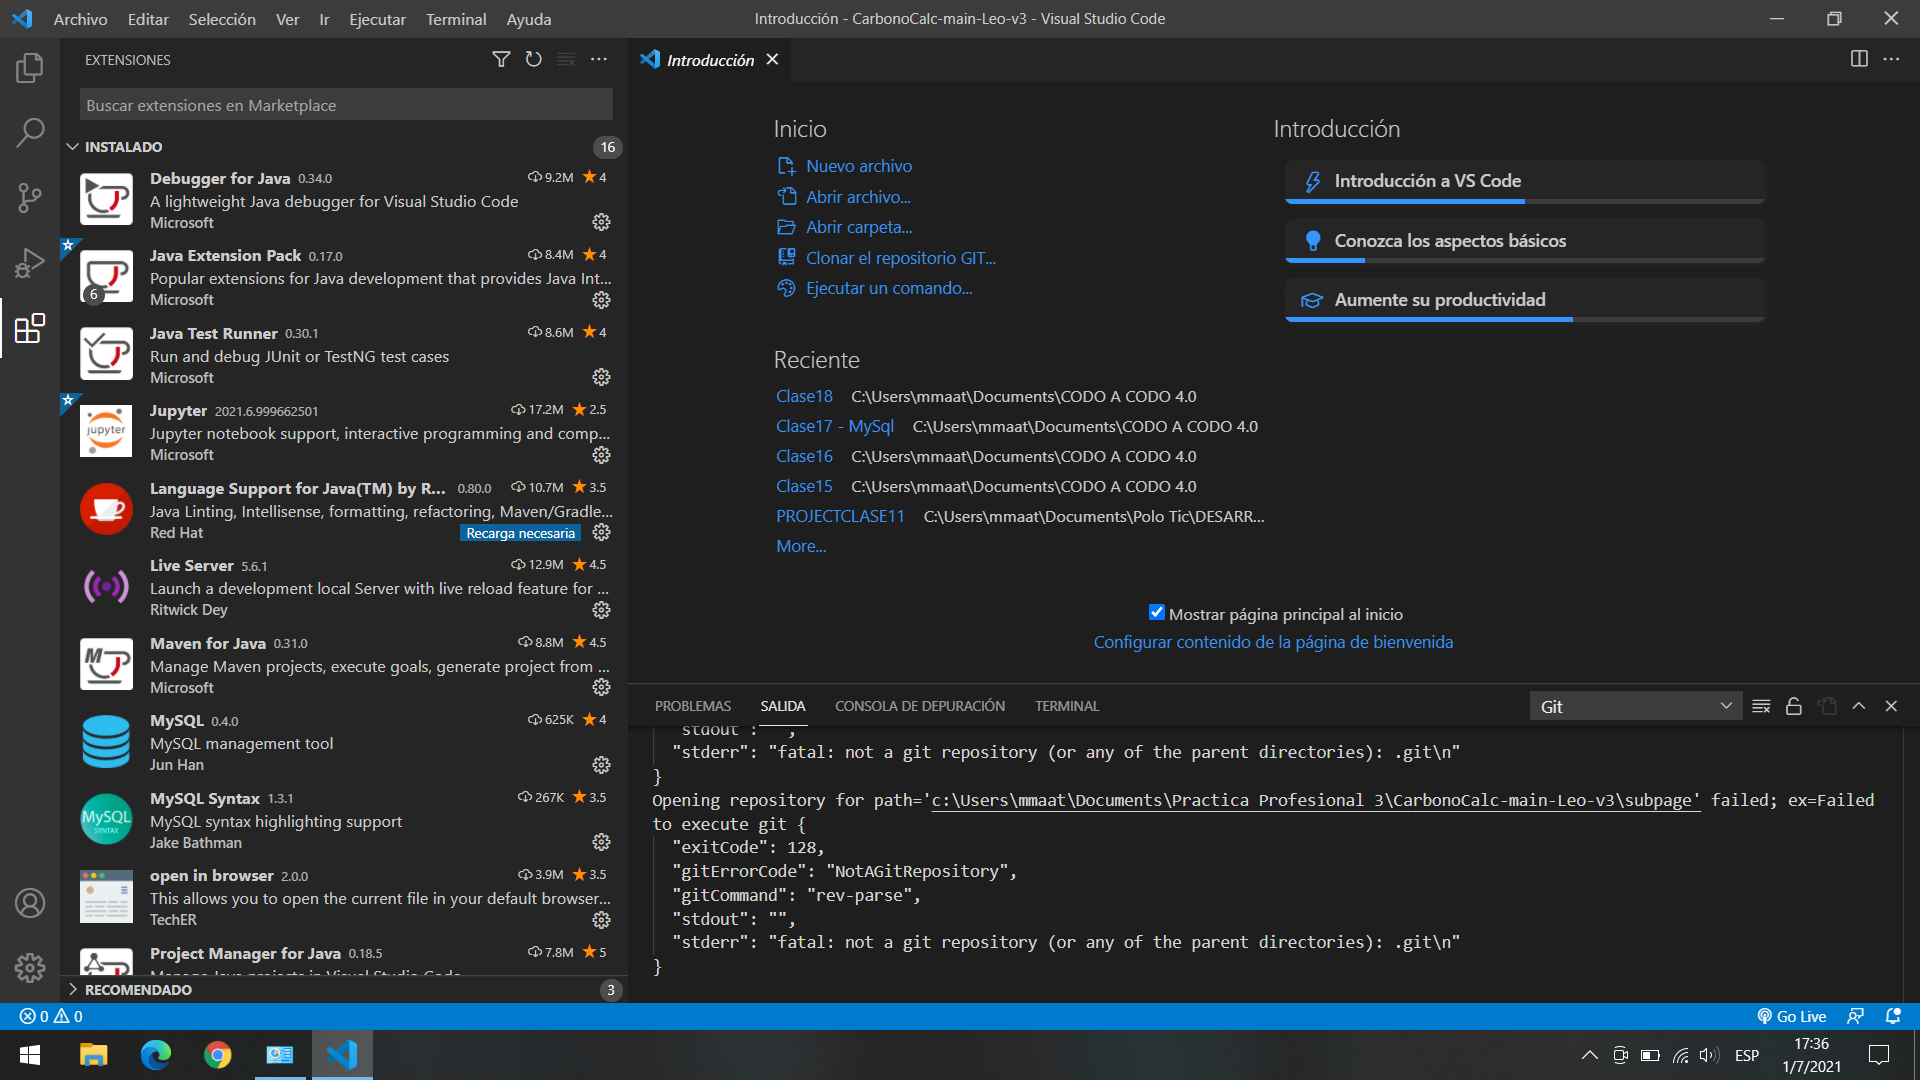 Archivo Editar Selección Ver Ir Ejecutar Terminal Ayuda
Introducción - CarbonoCalc-main-Leo-v3 - Visual Studio Code
EXTENSIONES
Buscar extensiones en Marketplace
INSTALADO 16
Debugger for Java 0.34.0 9.2M 4
A lightweight Java debugger for Visual Studio Code
Microsoft
Java Extension Pack 0.17.0 8.4M 4
Popular extensions for Java development that provides Java Int...
6 Microsoft
Java Test Runner 0.30.1 8.6M 4
Run and debug JUnit or TestNG test cases
Microsoft
Jupyter 2021.6.999662501 17.2M 2.5
jupyter
Jupyter notebook support, interactive programming and comp...
Microsoft
Language Support for Java(TM) by R... 0.80.0 10.7M 3.5
Java Linting, Intellisense, formatting, refactoring, Maven/Gradle...
Red Hat Recarga necesaria
Live Server 5.6.1 12.9M 4.5
Launch a development local Server with live reload feature for ...
Ritwick Dey
Maven for Java 0.31.0 8.8M 4.5
M
Manage Maven projects, execute goals, generate project from ...
Microsoft
MySQL 0.4.0 625K 4
MySQL management tool
Jun Han
MySQL Syntax 1.3.1 267K 3.5
MySQL
SYNTAX
MySQL syntax highlighting support
Jake Bathman
open in browser 2.0.0 3.9M 3.5
This allows you to open the current file in your default browser...
TechER
Project Manager for Java 0.18.5 7.8M 5
Manage Java projects in Visual Studio Code
RECOMENDADO 3
Introducción
Inicio
Nuevo archivo
Abrir archivo...
Abrir carpeta...
Clonar el repositorio GIT...
Ejecutar un comando...
Reciente
Clase18 C:\Users\mmaat\Documents\CODO A CODO 4.0
Clase17 - MySql C:\Users\mmaat\Documents\CODO A CODO 4.0
Clase16 C:\Users\mmaat\Documents\CODO A CODO 4.0
Clase15 C:\Users\mmaat\Documents\CODO A CODO 4.0
PROJECTCLASE11 C:\Users\mmaat\Documents\Polo Tic\DESARR...
More...
Introducción
Introducción a VS Code
Conozca los aspectos básicos
Aumente su productividad
Mostrar página principal al inicio
Configurar contenido de la página de bienvenida
PROBLEMAS SALIDA CONSOLA DE DEPURACIÓN TERMINAL Git
"stdout": "",
"stderr": "fatal: not a git repository (or any of the parent directories): .git\n"
}
Opening repository for path='c:\Users\mmaat\Documents\Practica Profesional 3\CarbonoCalc-main-Leo-v3\subpage' failed; ex=Failed
to execute git {
"exitCode": 128,
"gitErrorCode": "NotAGitRepository",
"gitCommand": "rev-parse",
"stdout": "",
"stderr": "fatal: not a git repository (or any of the parent directories): .git\n"
}
0 0
Go Live
ESP
17:36
1/7/2021